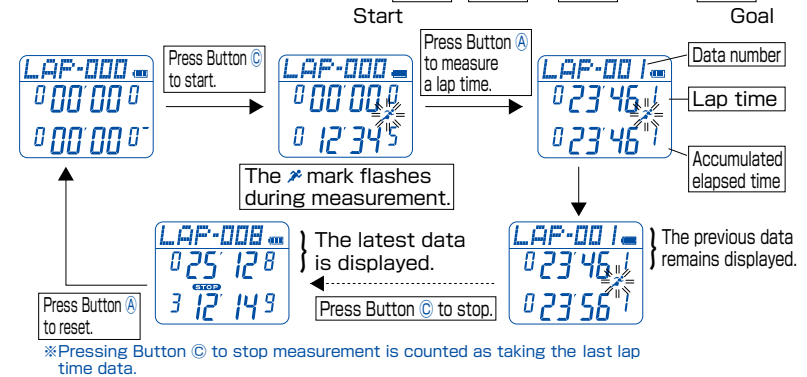 Start
Goal
LAP-000
0 00'00 0
0 00'00 0
Press Button Ⓒ
to start.
LAP-000
0 00'00 0
0 12'34 5
Press Button Ⓐ
to measure
a lap time.
LAP-001
0 23'46 1
0 23'46 1
Data number
Lap time
Accumulated
elapsed time
The mark flashes
during measurement.
LAP-008
0 25' 12 8
STOP
3 12' 14 9
The latest data
is displayed.
Press Button Ⓒ to stop.
LAP-001
0 23'46 1
0 23'56 1
The previous data
remains displayed.
Press Button Ⓐ
to reset.
※Pressing Button Ⓒ to stop measurement is counted as taking the last lap
time data.